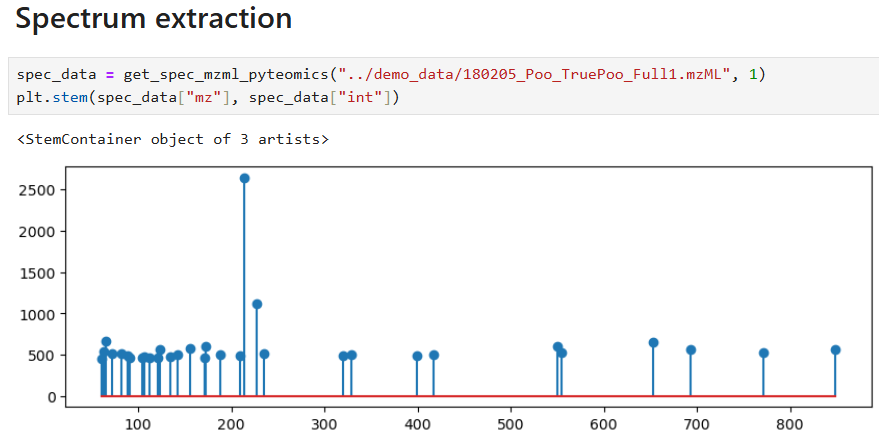 Spectrum extraction
spec_data = get_spec_mzml_pyteomics("../demo_data/180205_Poo_TruePoo_Full1.mzML", 1)
plt.stem(spec_data["mz"], spec_data["int"])
<StemContainer object of 3 artists>
2500
2000
1500
1000
500
0
100 200 300 400 500 600 700 800